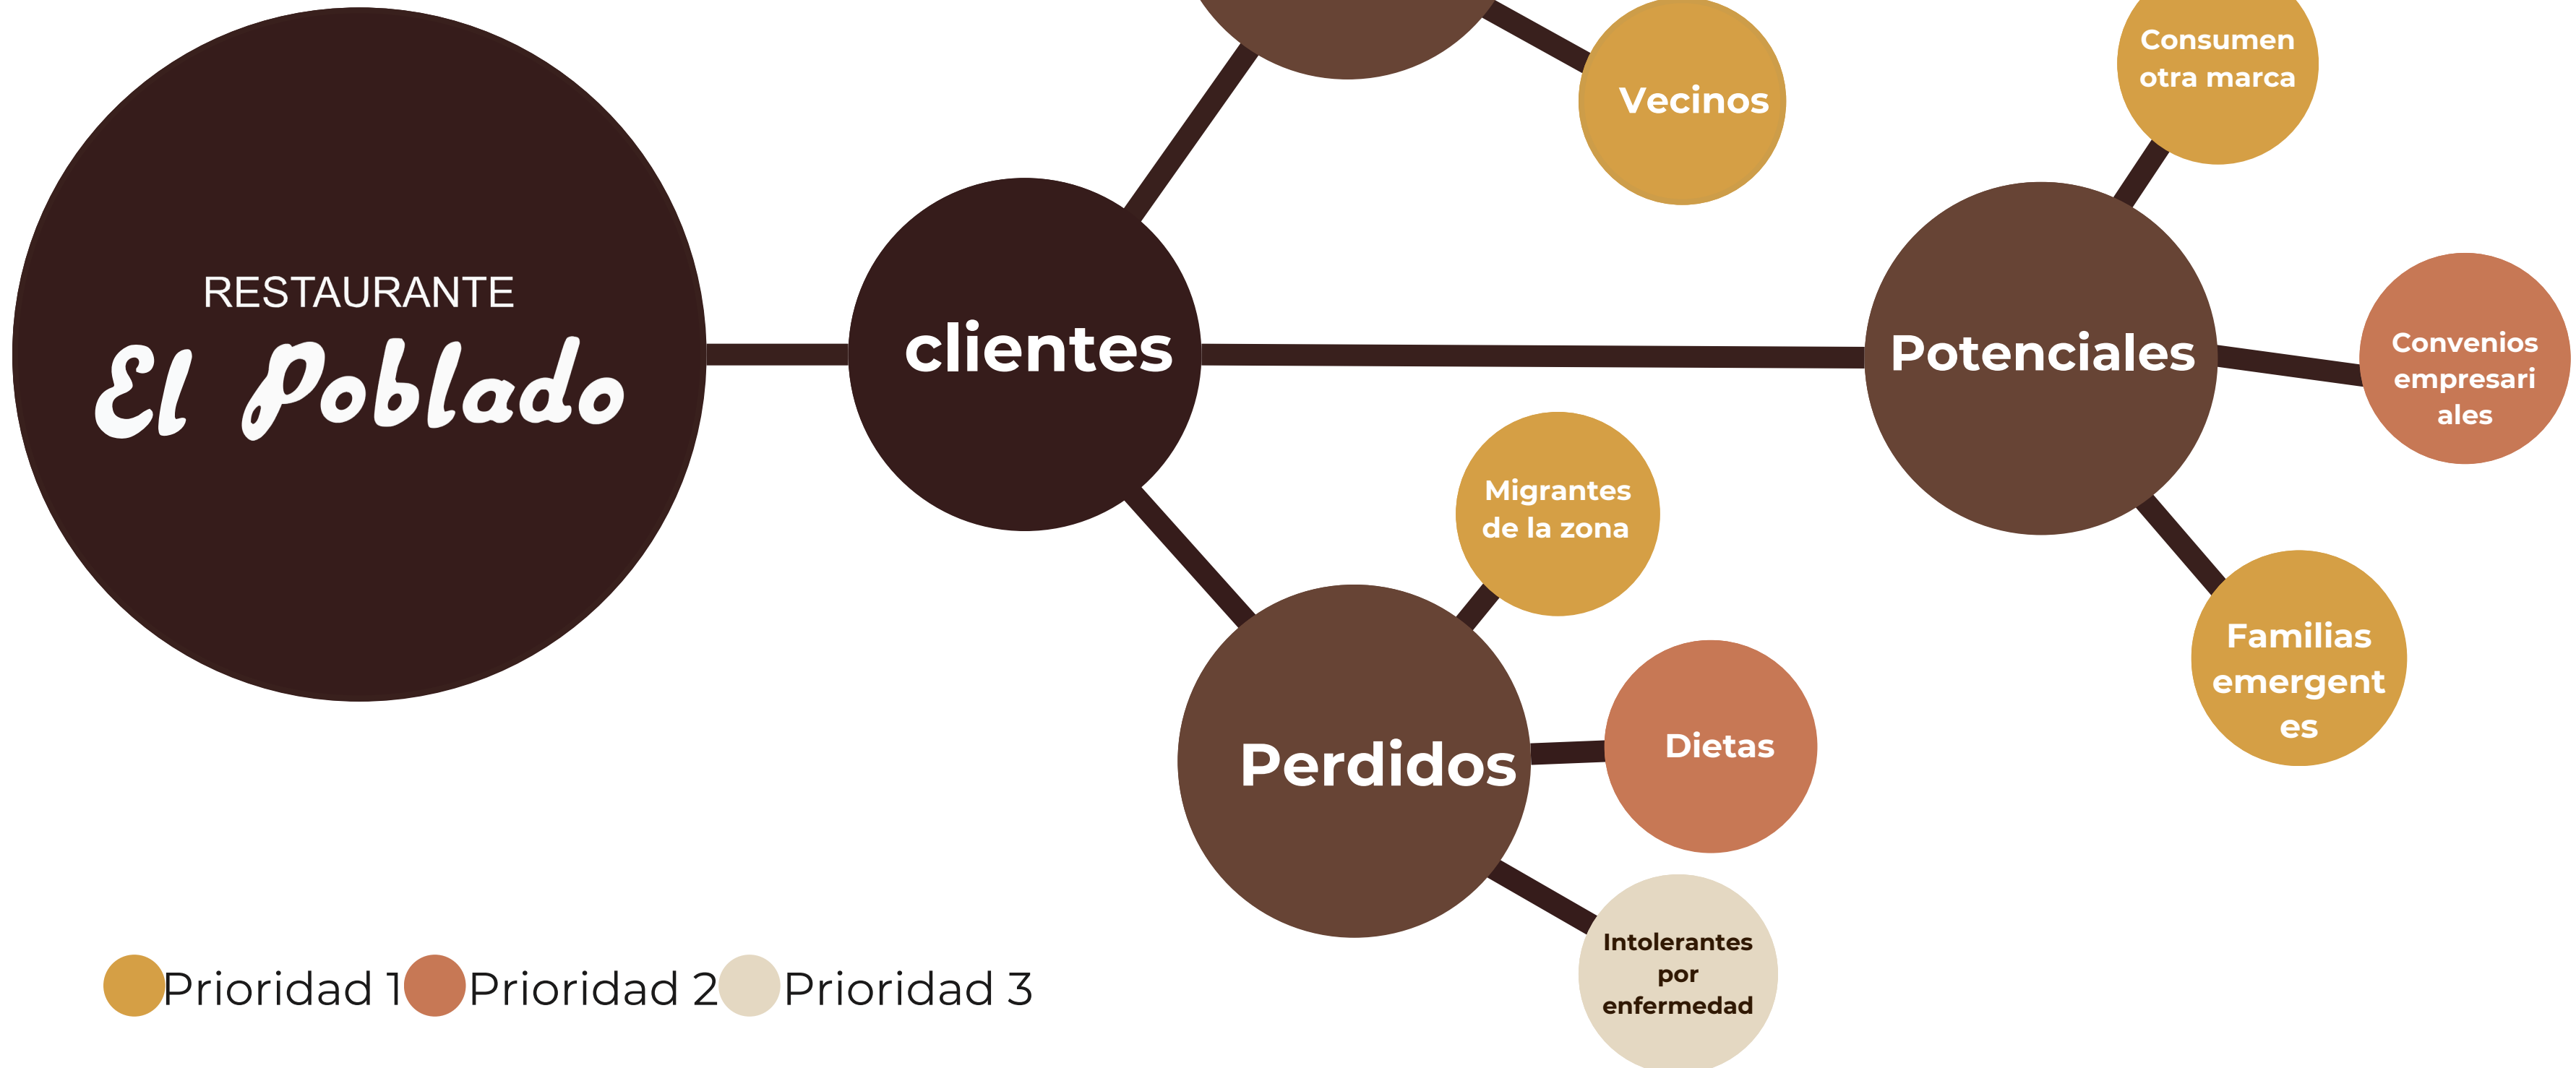 RESTAURANTE
El Poblado
clientes
Vecinos
Consumen
otra marca
Potenciales
Convenios
empresari
ales
Familias
emergent
es
Migrantes
de la zona
Perdidos
Dietas
Intolerantes
por
enfermedad
Prioridad 1 Prioridad 2 Prioridad 3